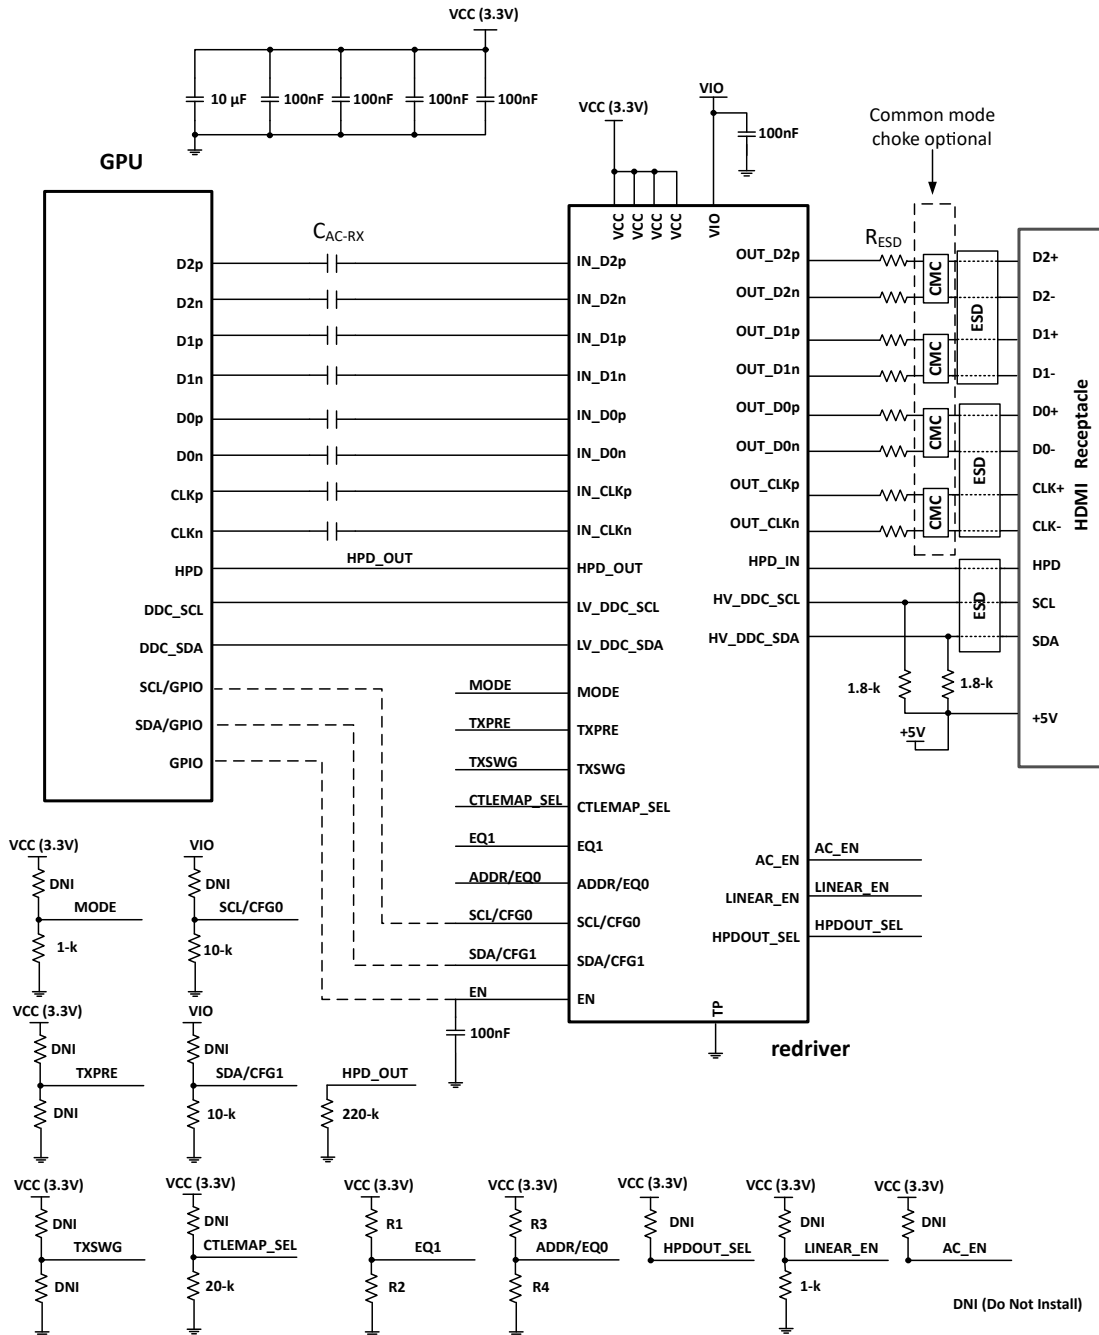 VCC (3.3V)
10 µF
100nF
100nF
100nF
100nF
VCC (3.3V)
VIO
100nF
Common mode
choke optional
GPU
C_AC-RX
R_ESD
VCC
VCC
VCC
VCC
VIO
D2p
D2n
D1p
D1n
D0p
D0n
CLKp
CLKn
HPD
DDC_SCL
DDC_SDA
SCL/GPIO
SDA/GPIO
GPIO
HPD_OUT
IN_D2p
IN_D2n
IN_D1p
IN_D1n
IN_D0p
IN_D0n
IN_CLKp
IN_CLKn
HPD_OUT
LV_DDC_SCL
LV_DDC_SDA
MODE
MODE
TXPRE
TXPRE
TXSWG
TXSWG
CTLEMAP_SEL
CTLEMAP_SEL
EQ1
EQ1
ADDR/EQ0
ADDR/EQ0
SCL/CFG0
SCL/CFG0
SDA/CFG1
SDA/CFG1
EN
EN
100nF
OUT_D2p
OUT_D2n
OUT_D1p
OUT_D1n
OUT_D0p
OUT_D0n
OUT_CLKp
OUT_CLKn
HPD_IN
HV_DDC_SCL
HV_DDC_SDA
AC_EN
AC_EN
LINEAR_EN
LINEAR_EN
HPDOUT_SEL
HPDOUT_SEL
TP
redriver
CMC
CMC
CMC
CMC
ESD
ESD
ESD
D2+
D2-
D1+
D1-
D0+
D0-
CLK+
CLK-
HPD
SCL
SDA
+5V
HDMI Receptacle
1.8-k
1.8-k
+5V
VCC (3.3V)
DNI
MODE
1-k
VIO
DNI
SCL/CFG0
10-k
VCC (3.3V)
DNI
TXPRE
DNI
VIO
DNI
SDA/CFG1
10-k
HPD_OUT
220-k
VCC (3.3V)
DNI
TXSWG
DNI
VCC (3.3V)
DNI
CTLEMAP_SEL
20-k
VCC (3.3V)
R1
EQ1
R2
VCC (3.3V)
R3
ADDR/EQ0
R4
VCC (3.3V)
DNI
HPDOUT_SEL
VCC (3.3V)
DNI
LINEAR_EN
1-k
VCC (3.3V)
DNI
AC_EN
DNI (Do Not Install)